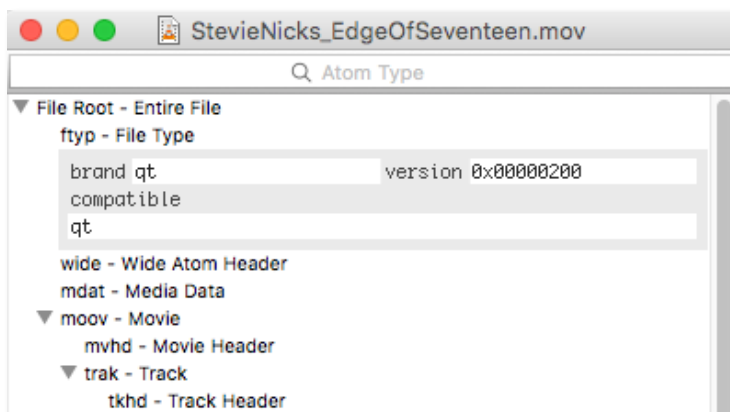 StevieNicks_EdgeOfSeventeen.mov
Atom Type
File Root - Entire File
ftyp - File Type
brand qt version 0x00000200
compatible
qt
wide - Wide Atom Header
mdat - Media Data
moov - Movie
mvhd - Movie Header
trak - Track
tkhd - Track Header